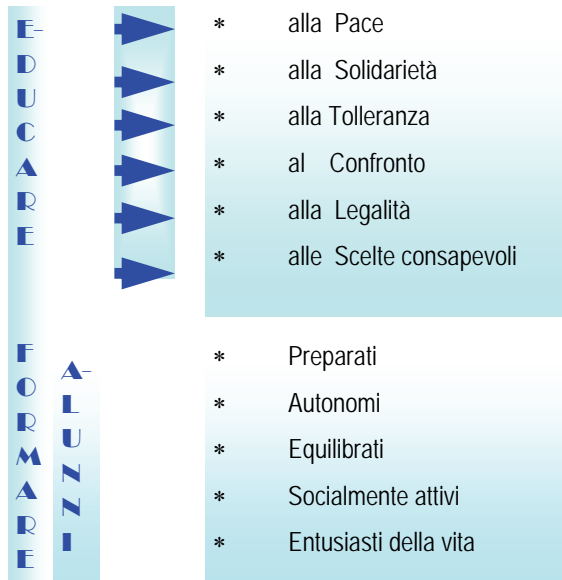 E-
D
U
C
A
R
E
* alla Pace
* alla Solidarietà
* alla Tolleranza
* al Confronto
* alla Legalità
* alle Scelte consapevoli
F
O
R
M
A
R
E
A-
L
U
N
N
I
* Preparati
* Autonomi
* Equilibrati
* Socialmente attivi
* Entusiasti della vita